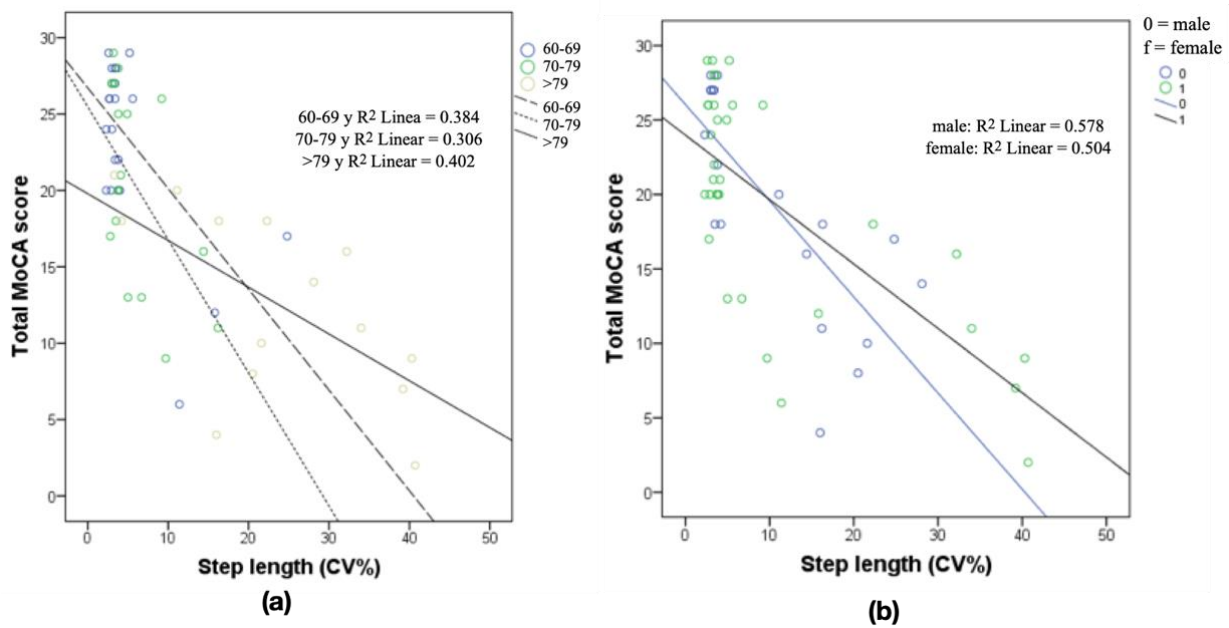 30
25
20
15
10
5
0
Total MoCA score
60-69 y R2 Linea = 0.384
70-79 y R2 Linear = 0.306
>79 y R2 Linear = 0.402
0
10
20
30
40
50
Step length (CV%)
60-69
70-79
>79
60-69
70-79
>79
(a)
30
25
20
15
10
5
0
Total MoCA score
male: R2 Linear = 0.578
female: R2 Linear = 0.504
0
10
20
30
40
50
Step length (CV%)
0 = male
f = female
0
1
0
1
(b)